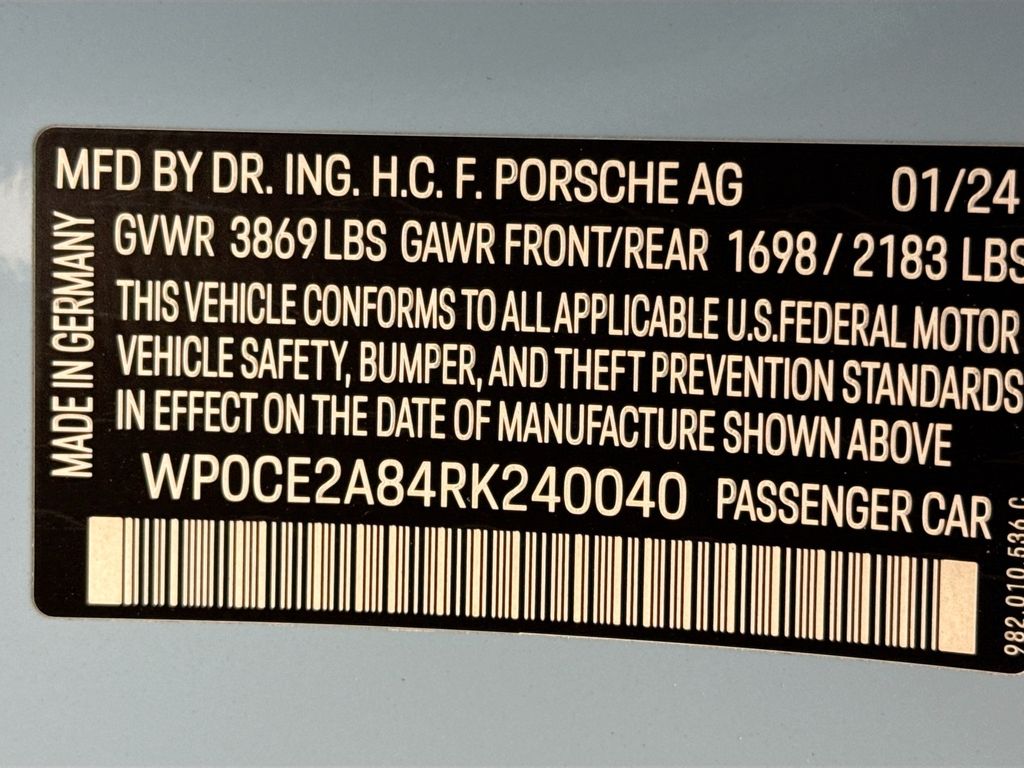 MFD BY DR. ING. H.C. F. PORSCHE AG 01/24
GVWR 3869 LBS GAWR FRONT/REAR 1698 / 2183 LBS
THIS VEHICLE CONFORMS TO ALL APPLICABLE U.S.FEDERAL MOTOR
VEHICLE SAFETY, BUMPER, AND THEFT PREVENTION STANDARDS
IN EFFECT ON THE DATE OF MANUFACTURE SHOWN ABOVE
WP0CE2A84RK240040 PASSENGER CAR
MADE IN GERMANY
982.010.536.C